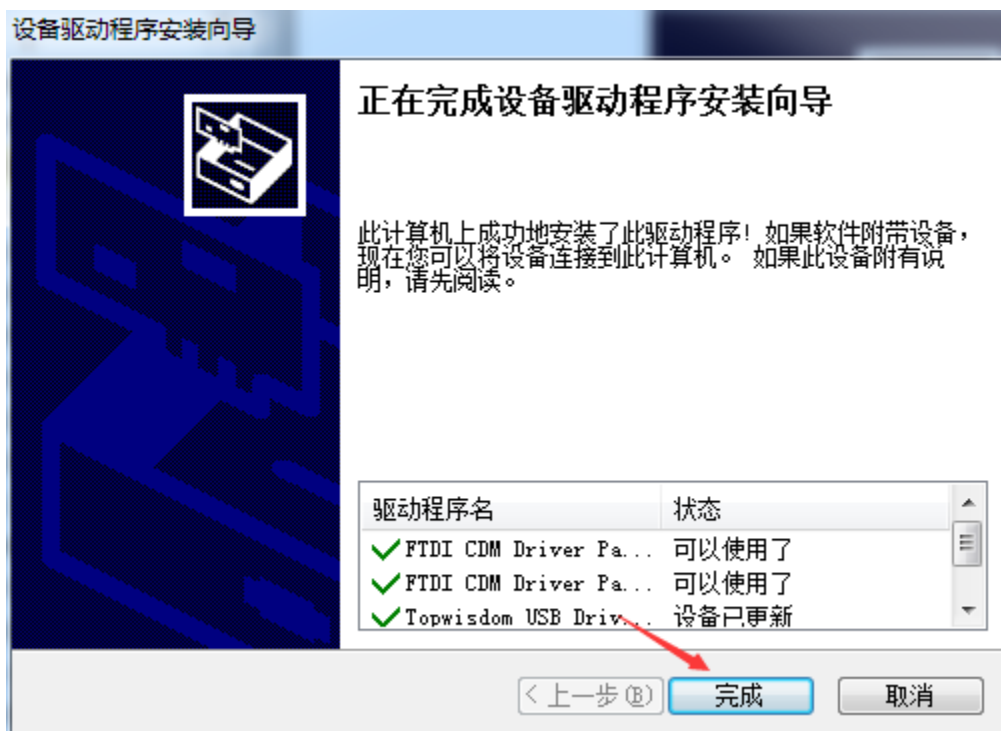 设备驱动程序安装向导
正在完成设备驱动程序安装向导
此计算机上成功地安装了此驱动程序！如果软件附带设备，
现在您可以将设备连接到此计算机。 如果此设备附有说
明，请先阅读。
驱动程序名 状态
FTDI CDM Driver Pa... 可以使用了
FTDI CDM Driver Pa... 可以使用了
Topwisdom USB Driv... 设备已更新
< 上一步(B) 完成 取消